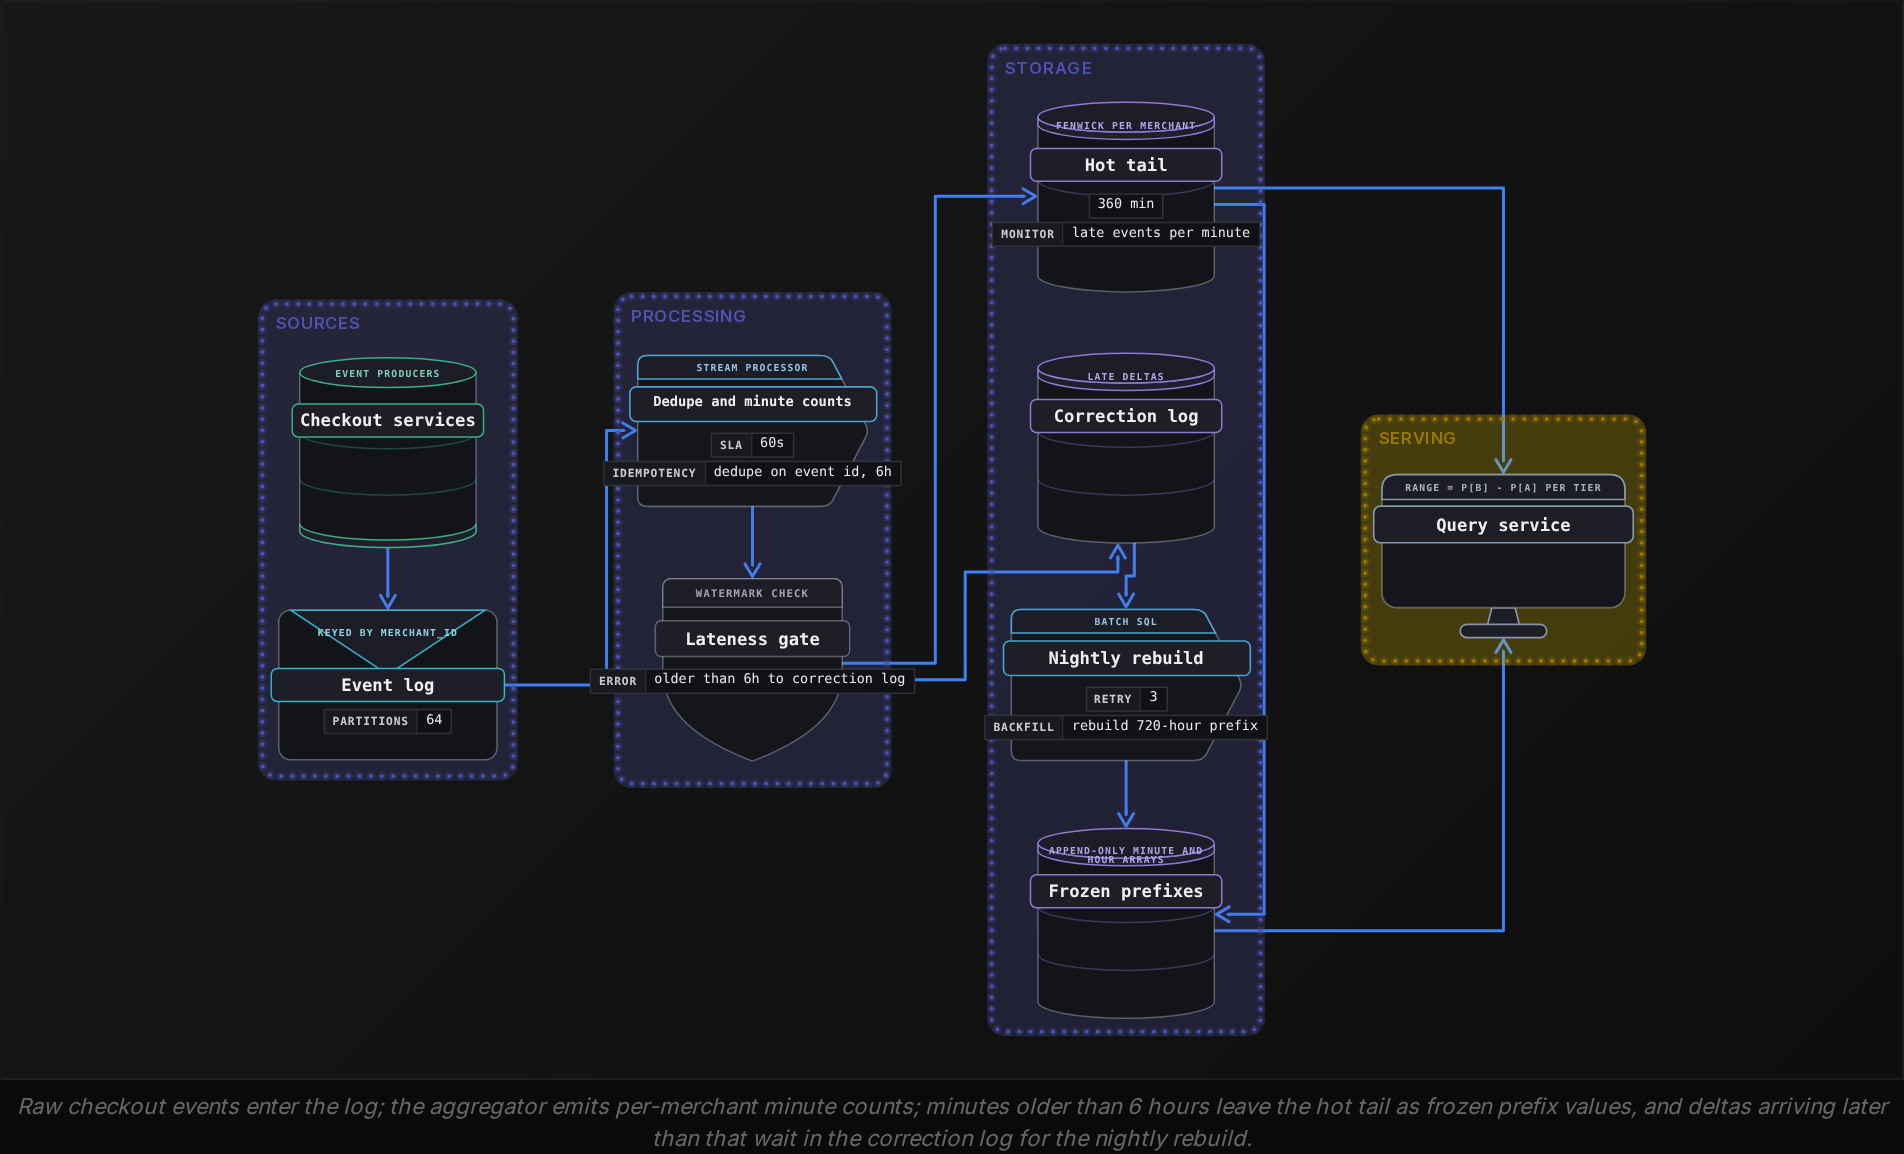 SOURCES
EVENT PRODUCERS
Checkout services
KEYED BY MERCHANT_ID
Event log
PARTITIONS 64
PROCESSING
STREAM PROCESSOR
Dedupe and minute counts
SLA 60s
IDEMPOTENCY dedupe on event id, 6h
WATERMARK CHECK
Lateness gate
ERROR older than 6h to correction log
STORAGE
FENWICK PER MERCHANT
Hot tail
360 min
MONITOR late events per minute
LATE DELTAS
Correction log
BATCH SQL
Nightly rebuild
RETRY 3
BACKFILL rebuild 720-hour prefix
APPEND-ONLY MINUTE AND
HOUR ARRAYS
Frozen prefixes
SERVING
RANGE = P[B] - P[A] PER TIER
Query service
Raw checkout events enter the log; the aggregator emits per-merchant minute counts; minutes older than 6 hours leave the hot tail as frozen prefix values, and deltas arriving later
than that wait in the correction log for the nightly rebuild.